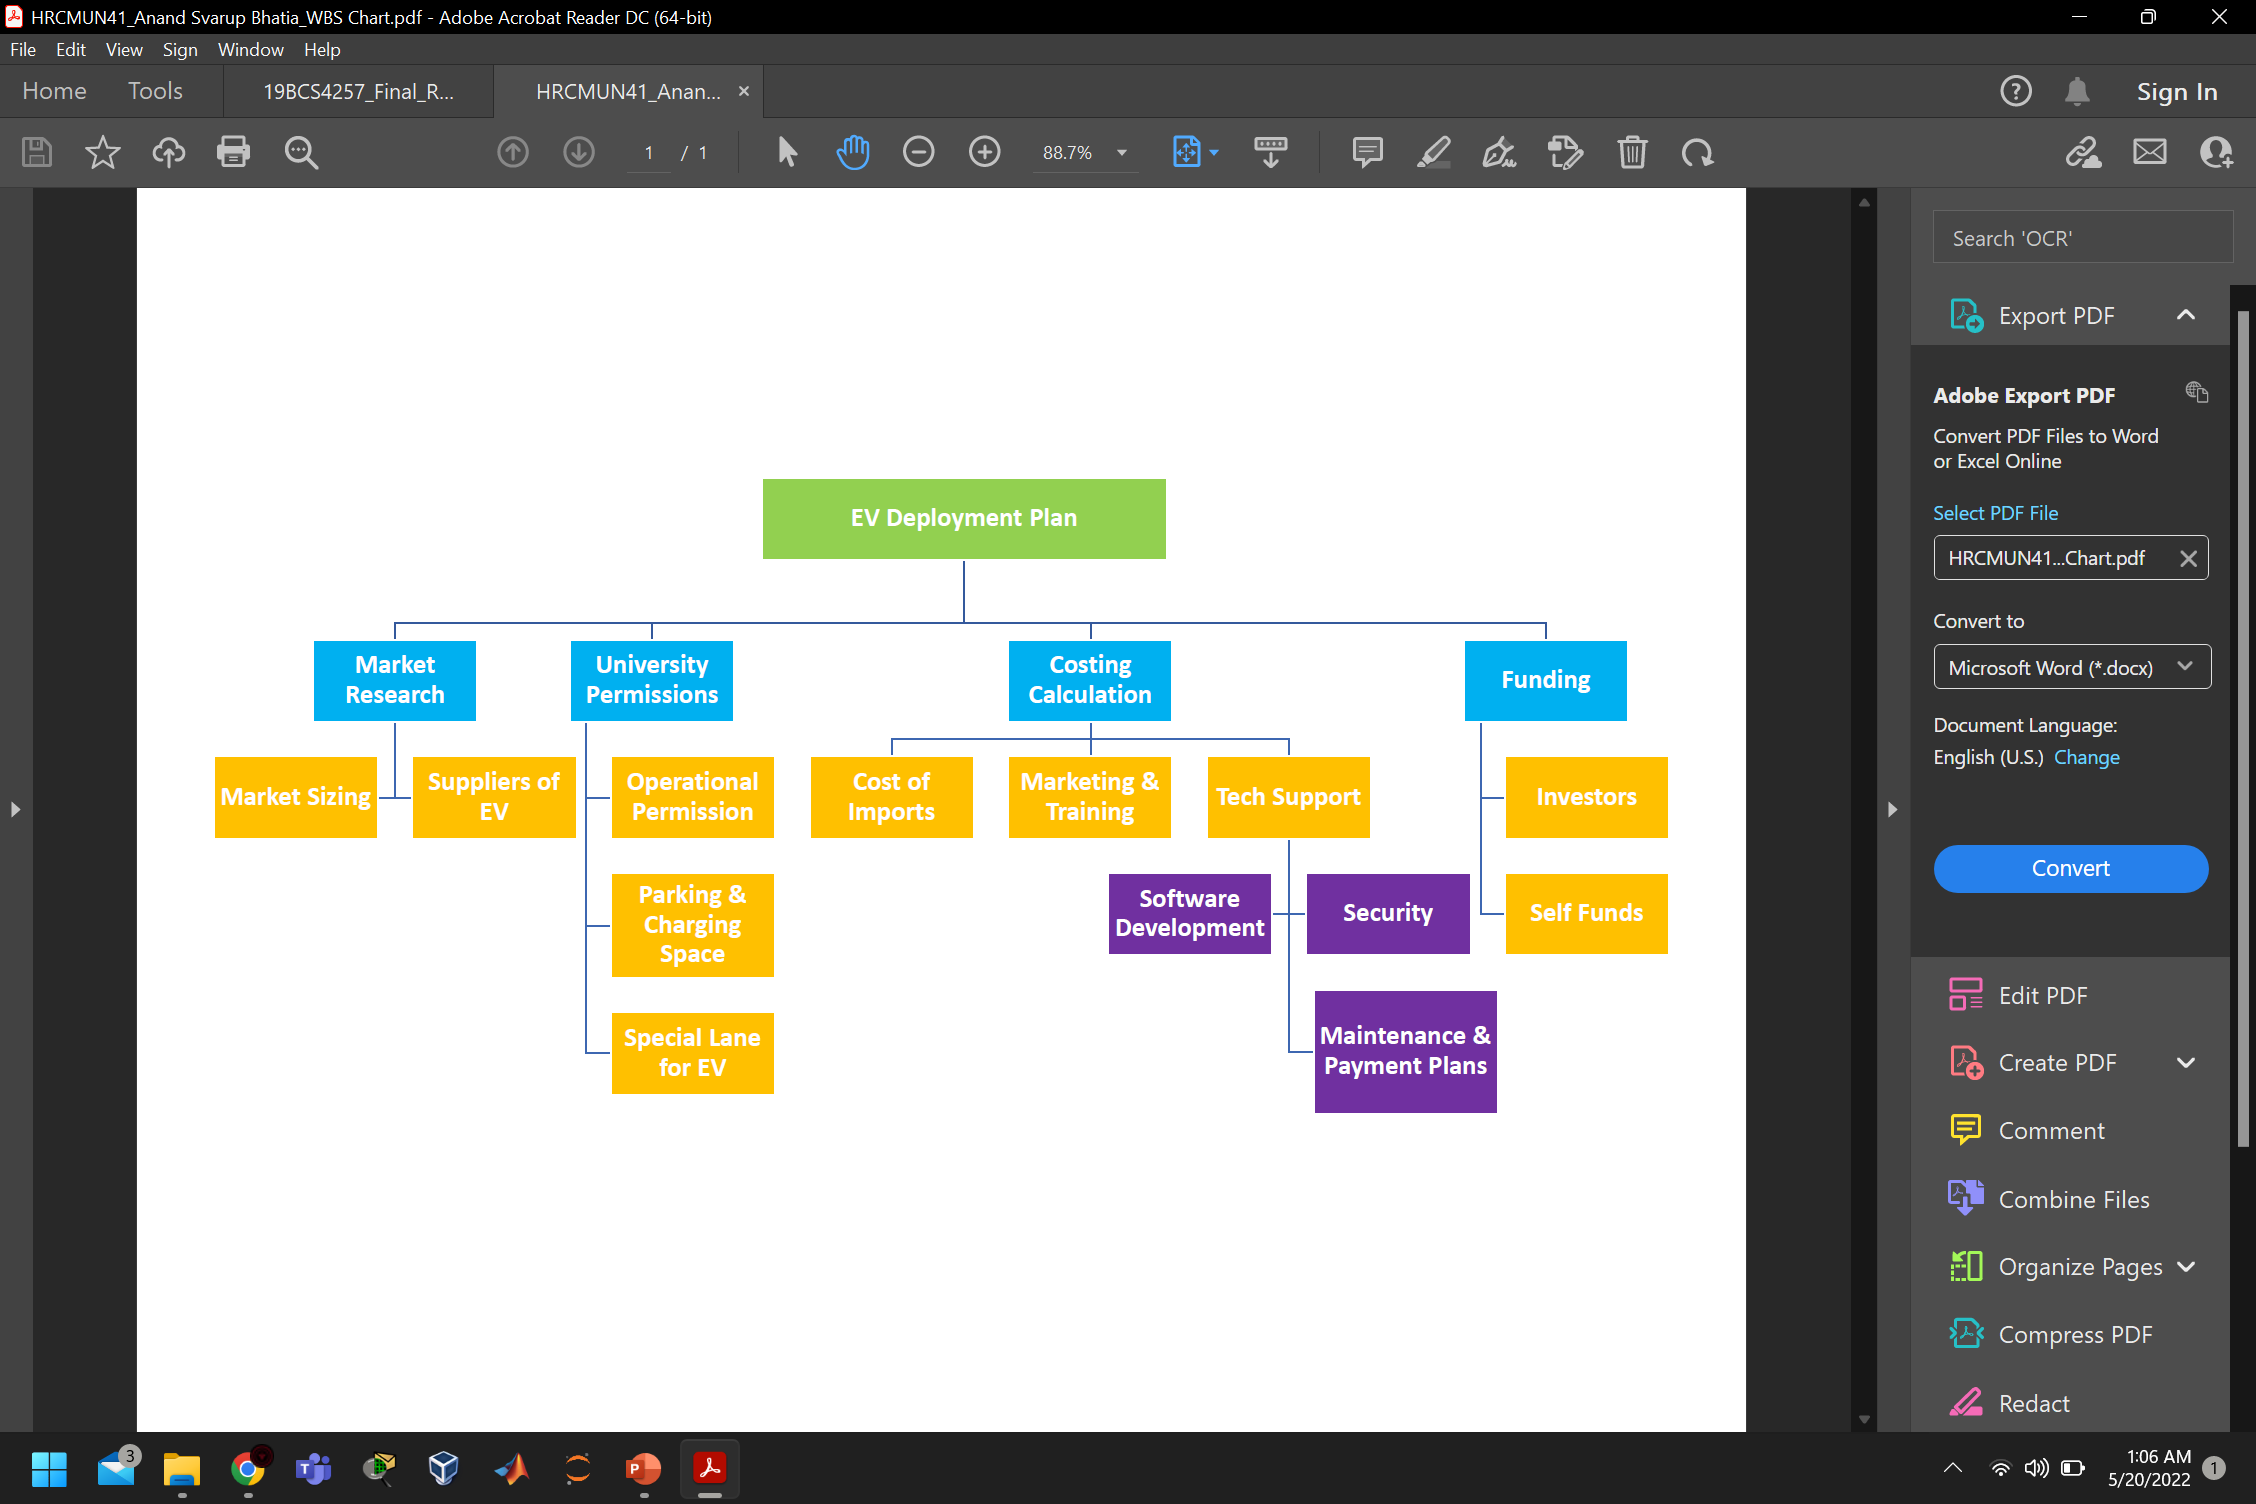 HRCMUN41_Anand Svarup Bhatia_WBS Chart.pdf - Adobe Acrobat Reader DC (64-bit)
File Edit View Sign Window Help
Home Tools 19BCS4257_Final_R... HRCMUN41_Anan... Sign In
1 / 1 88.7%
Search 'OCR'
Export PDF
Adobe Export PDF
Convert PDF Files to Word
or Excel Online
Select PDF File
HRCMUN41...Chart.pdf
Convert to
Microsoft Word (*.docx)
Document Language:
English (U.S.) Change
Convert
Edit PDF
Create PDF
Comment
Combine Files
Organize Pages
Compress PDF
Redact
EV Deployment Plan
Market
Research
University
Permissions
Costing
Calculation
Funding
Market Sizing
Suppliers of
EV
Operational
Permission
Parking &
Charging
Space
Special Lane
for EV
Cost of
Imports
Marketing &
Training
Tech Support
Software
Development
Security
Maintenance &
Payment Plans
Investors
Self Funds
3
1:06 AM
5/20/2022
1